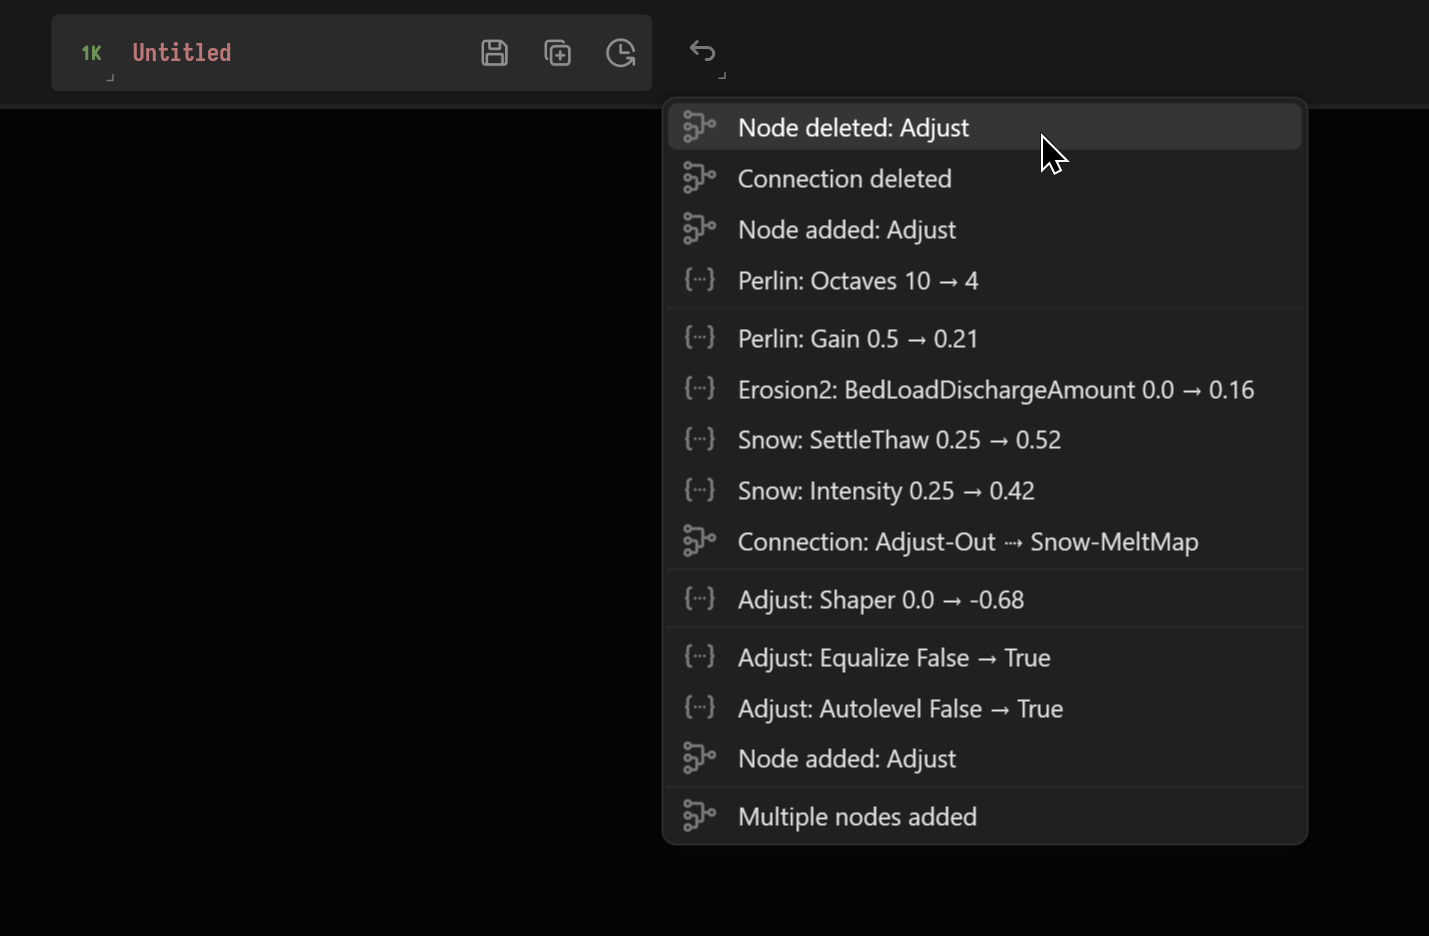 1K Untitled
Node deleted: Adjust
Connection deleted
Node added: Adjust
Perlin: Octaves 10 → 4
Perlin: Gain 0.5 → 0.21
Erosion2: BedLoadDischargeAmount 0.0 → 0.16
Snow: SettleThaw 0.25 → 0.52
Snow: Intensity 0.25 → 0.42
Connection: Adjust-Out ⤑ Snow-MeltMap
Adjust: Shaper 0.0 → -0.68
Adjust: Equalize False → True
Adjust: Autolevel False → True
Node added: Adjust
Multiple nodes added